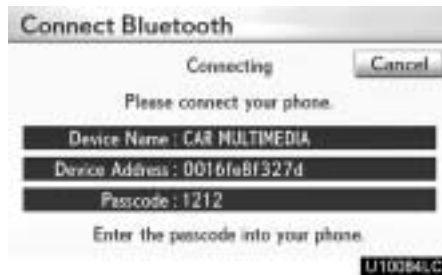 Connect Bluetooth
Connecting
Cancel
Please connect your phone.
Device Name : CAR MULTIMEDIA
Device Address : 0016fe8f327d
Passcode : 1212
Enter the passcode into your phone.
U10084LC